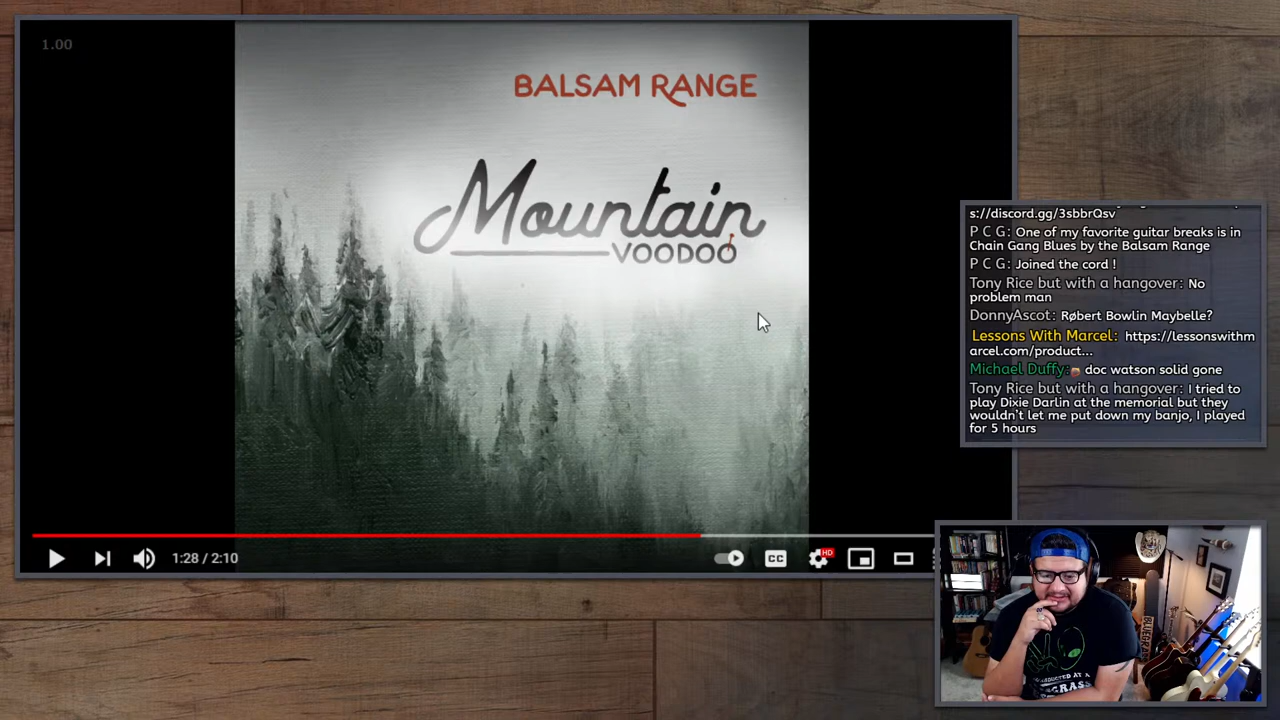 1.00
BALSAM RANGE
Mountain
VOODOO
1:28 / 2:10
CC
HD
s://discord.gg/3sbbrQsv
P C G: One of my favorite guitar breaks is in
Chain Gang Blues by the Balsam Range
P C G: Joined the cord !
Tony Rice but with a hangover: No
problem man
DonnyAscot: Røbert Bowlin Maybelle?
Lessons With Marcel: https://lessonswithm
arcel.com/product...
Michael Duffy: doc watson solid gone
Tony Rice but with a hangover: I tried to
play Dixie Darlin at the memorial but they
wouldn't let me put down my banjo, I played
for 5 hours